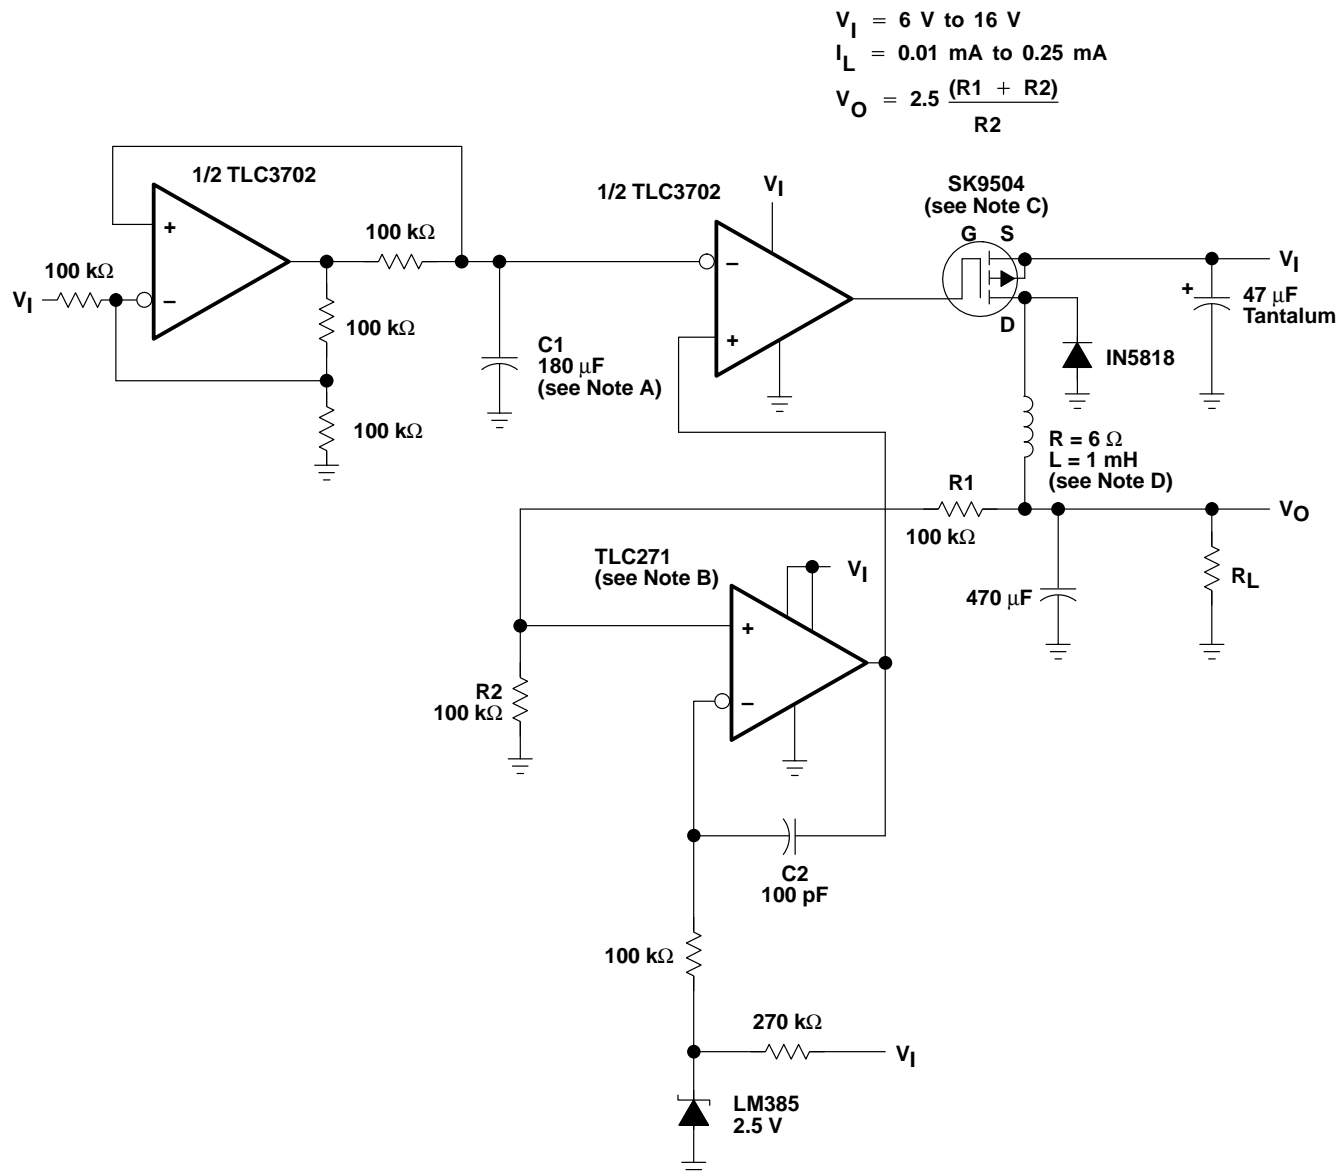 V_I = 6 V to 16 V
I_L = 0.01 mA to 0.25 mA
V_O = 2.5 (R1 + R2)
R2
1/2 TLC3702
+
−
100 kΩ
V_I
100 kΩ
100 kΩ
100 kΩ
C1
180 μF
(see Note A)
1/2 TLC3702
V_I
−
+
SK9504
(see Note C)
G S
D
V_I
+
47 μF
Tantalum
IN5818
R = 6 Ω
L = 1 mH
(see Note D)
R1
100 kΩ
V_O
470 μF
R_L
TLC271
(see Note B)
V_I
+
−
R2
100 kΩ
C2
100 pF
100 kΩ
270 kΩ
V_I
LM385
2.5 V